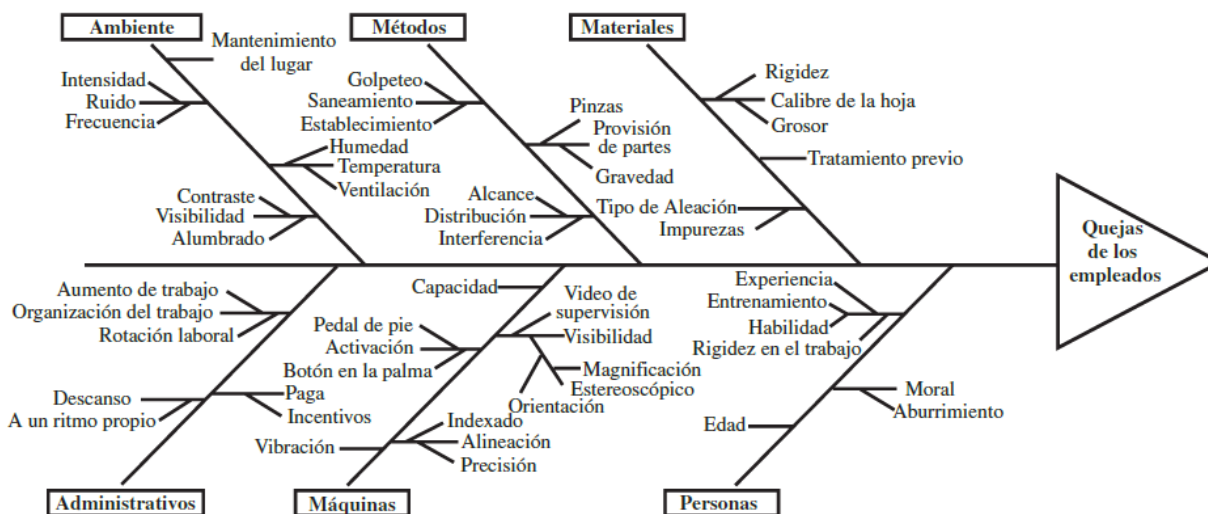 Ambiente
Métodos
Materiales
Mantenimiento
del lugar
Intensidad
Ruido
Frecuencia
Humedad
Temperatura
Ventilación
Contraste
Visibilidad
Alumbrado
Golpeteo
Saneamiento
Establecimiento
Pinzas
Provisión
de partes
Gravedad
Alcance
Distribución
Interferencia
Rigidez
Calibre de la hoja
Grosor
Tratamiento previo
Tipo de Aleación
Impurezas
Quejas
de los
empleados
Aumento de trabajo
Organización del trabajo
Rotación laboral
Descanso
A un ritmo propio
Paga
Incentivos
Capacidad
Pedal de pie
Activación
Botón en la palma
Video de
supervisión
Visibilidad
Magnificación
Estereoscópico
Orientación
Vibración
Indexado
Alineación
Precisión
Experiencia
Entrenamiento
Habilidad
Rigidez en el trabajo
Moral
Aburrimiento
Edad
Administrativos
Máquinas
Personas